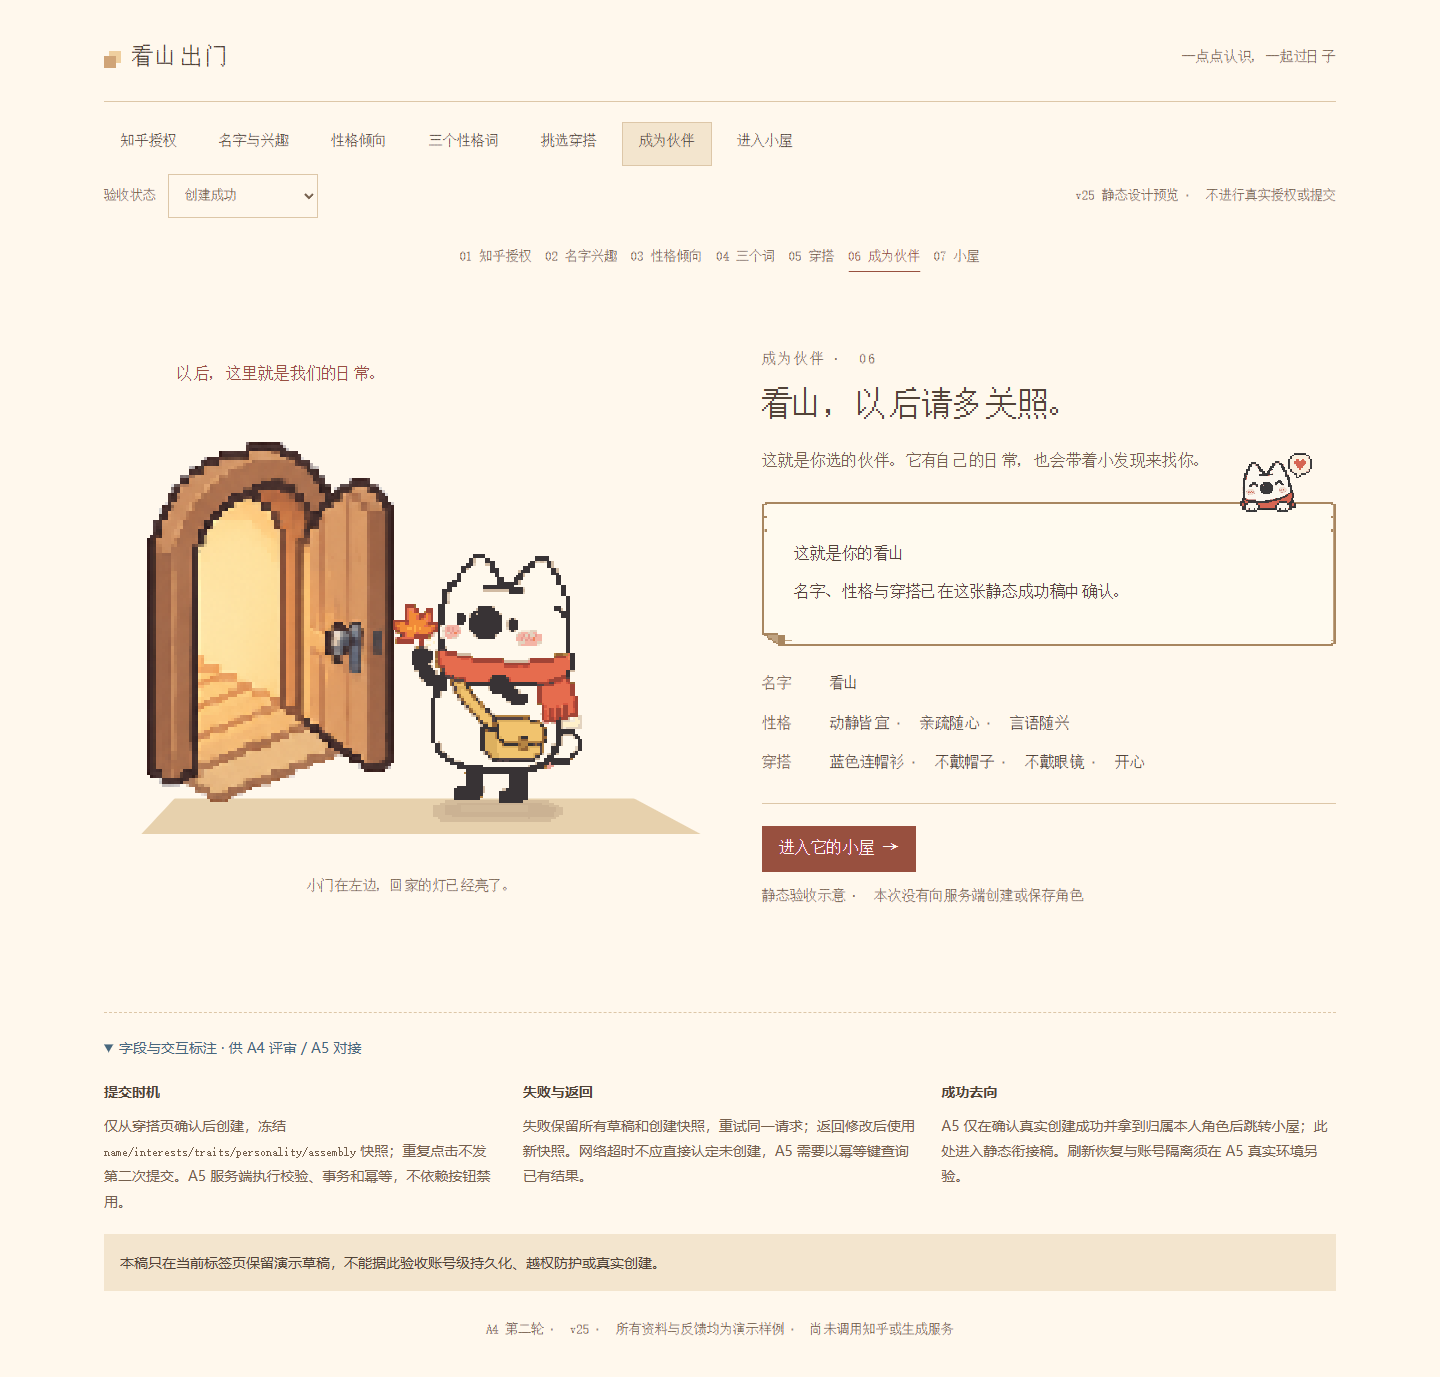 看山出门
一点点认识，一起过日子
知乎授权 名字与兴趣 性格倾向 三个性格词 挑选穿搭 成为伙伴 进入小屋
验收状态 创建成功
v25 静态设计预览 · 不进行真实授权或提交
01 知乎授权 02 名字兴趣 03 性格倾向 04 三个词 05 穿搭 06 成为伙伴 07 小屋
以后，这里就是我们的日常。
小门在左边，回家的灯已经亮了。
成为伙伴 · 06
看山，以后请多关照。
这就是你选的伙伴。它有自己的日常，也会带着小发现来找你。
这就是你的看山
名字、性格与穿搭已在这张静态成功稿中确认。
名字 看山
性格 动静皆宜 · 亲疏随心 · 言语随兴
穿搭 蓝色连帽衫 · 不戴帽子 · 不戴眼镜 · 开心
进入它的小屋 →
静态验收示意 · 本次没有向服务端创建或保存角色
▼ 字段与交互标注 · 供 A4 评审 / A5 对接
提交时机
仅从穿搭页确认后创建，冻结
name/interests/traits/personality/assembly 快照；重复点击不发
第二次提交。A5 服务端执行校验、事务和幂等，不依赖按钮禁
用。
失败与返回
失败保留所有草稿和创建快照，重试同一请求；返回修改后使用
新快照。网络超时不应直接认定未创建，A5 需要以幂等键查询
已有结果。
成功去向
A5 仅在确认真实创建成功并拿到归属本人角色后跳转小屋；此
处进入静态衔接稿。刷新恢复与账号隔离须在 A5 真实环境另
验。
本稿只在当前标签页保留演示草稿，不能据此验收账号级持久化、越权防护或真实创建。
A4 第二轮 · v25 · 所有资料与反馈均为演示样例 · 尚未调用知乎或生成服务